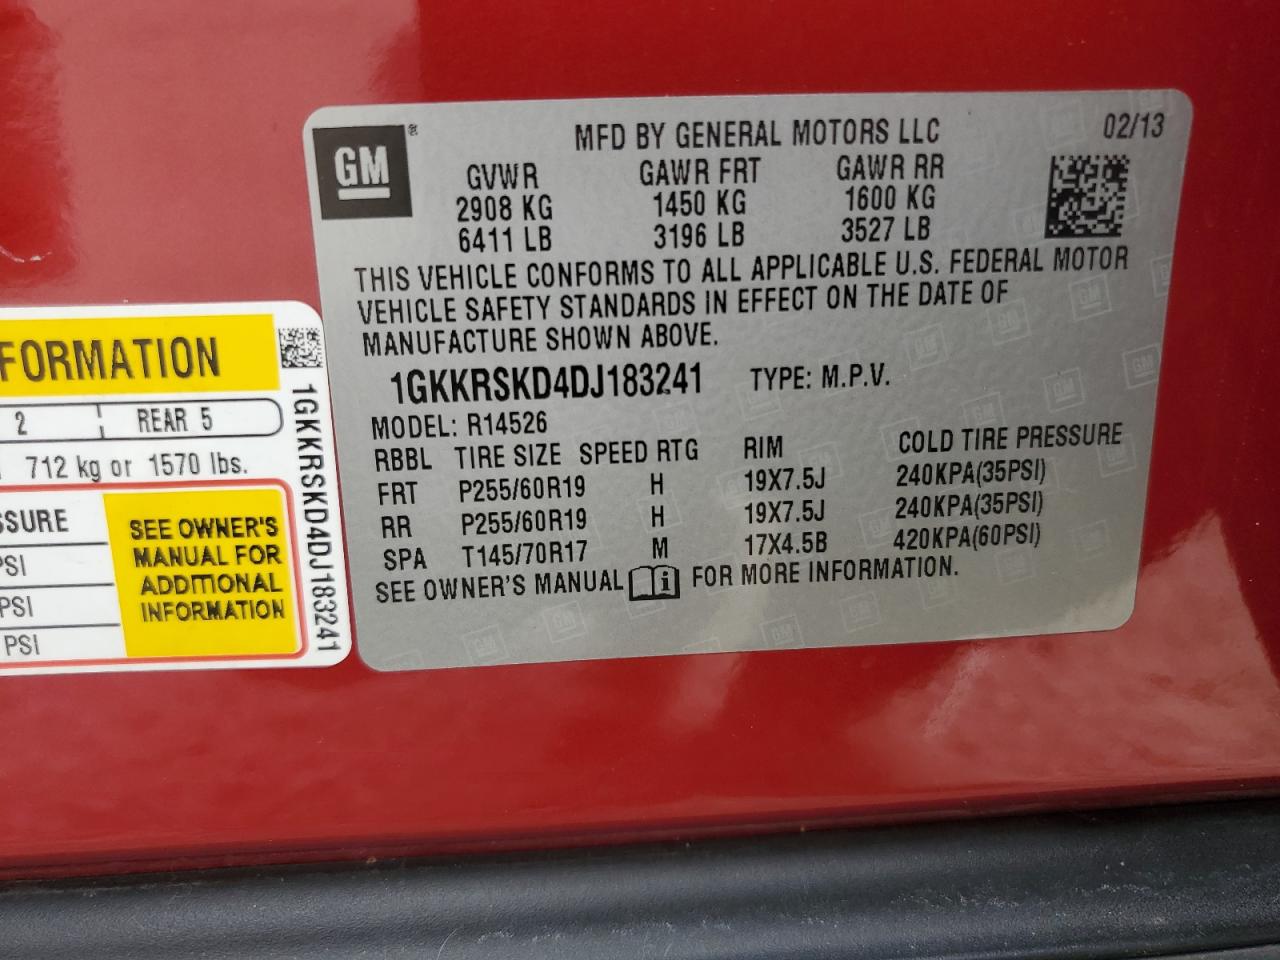 GM ®
MFD BY GENERAL MOTORS LLC 02/13
GVWR GAWR FRT GAWR RR
2908 KG 1450 KG 1600 KG
6411 LB 3196 LB 3527 LB
THIS VEHICLE CONFORMS TO ALL APPLICABLE U.S. FEDERAL MOTOR
VEHICLE SAFETY STANDARDS IN EFFECT ON THE DATE OF
MANUFACTURE SHOWN ABOVE.
1GKKRSKD4DJ183241 TYPE: M.P.V.
MODEL: R14526
RBBL TIRE SIZE SPEED RTG RIM COLD TIRE PRESSURE
FRT P255/60R19 H 19X7.5J 240KPA(35PSI)
RR P255/60R19 H 19X7.5J 240KPA(35PSI)
SPA T145/70R17 M 17X4.5B 420KPA(60PSI)
SEE OWNER'S MANUAL i FOR MORE INFORMATION.
FORMATION
2 REAR 5
712 kg or 1570 lbs.
SSURE
PSI
PSI
PSI
SEE OWNER'S
MANUAL FOR
ADDITIONAL
INFORMATION
1GKKRSKD4DJ183241